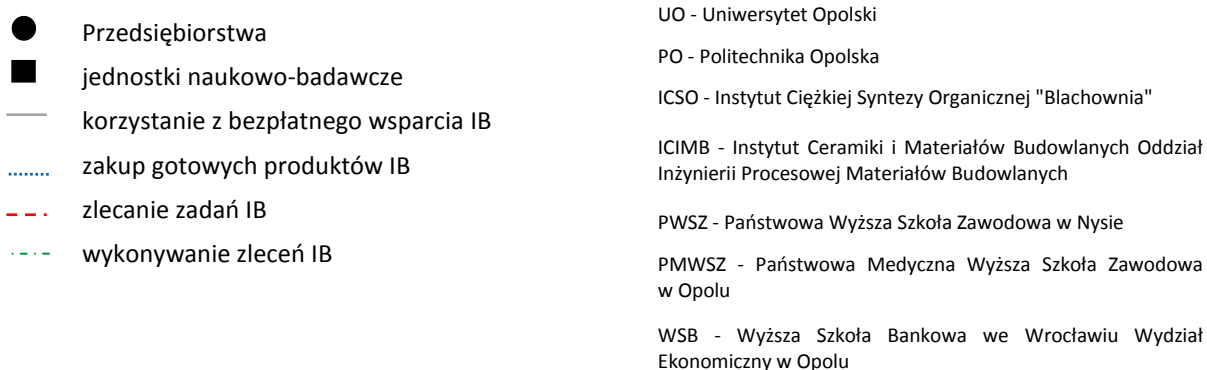 Przedsiębiorstwa
jednostki naukowo-badawcze
korzystanie z bezpłatnego wsparcia IB
zakup gotowych produktów IB
zlecanie zadań IB
wykonywanie zleceń IB
UO - Uniwersytet Opolski
PO - Politechnika Opolska
ICSO - Instytut Ciężkiej Syntezy Organicznej "Blachownia"
ICIMB - Instytut Ceramiki i Materiałów Budowlanych Oddział
Inżynierii Procesowej Materiałów Budowlanych
PWSZ - Państwowa Wyższa Szkoła Zawodowa w Nysie
PMWSZ - Państwowa Medyczna Wyższa Szkoła Zawodowa
w Opolu
WSB - Wyższa Szkoła Bankowa we Wrocławiu Wydział
Ekonomiczny w Opolu